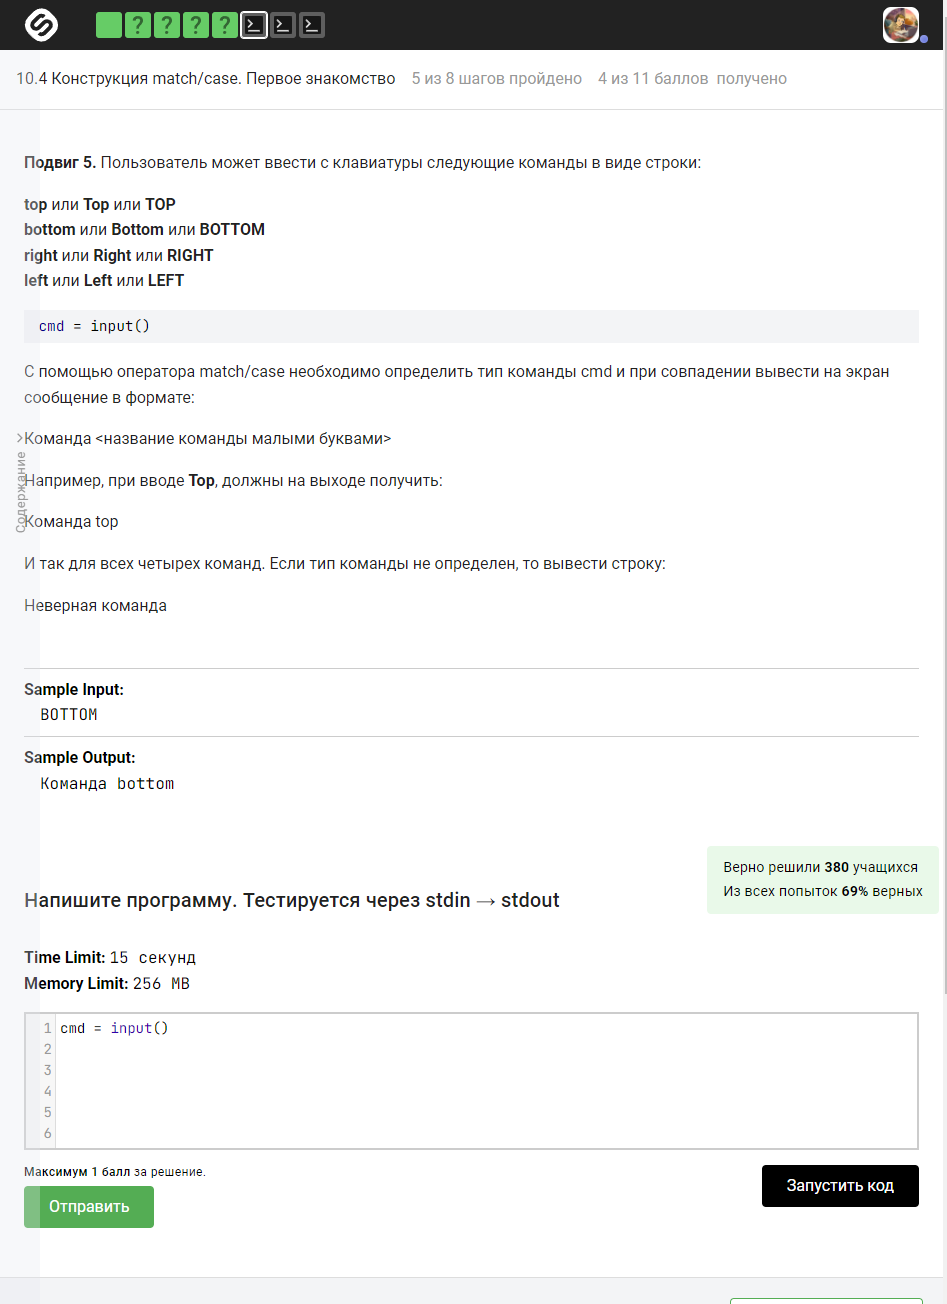 ? ? ? ?
10.4 Конструкция match/case. Первое знакомство 5 из 8 шагов пройдено 4 из 11 баллов получено
Подвиг 5. Пользователь может ввести с клавиатуры следующие команды в виде строки:
top или Top или TOP
bottom или Bottom или BOTTOM
right или Right или RIGHT
left или Left или LEFT
cmd = input()
С помощью оператора match/case необходимо определить тип команды cmd и при совпадении вывести на экран
сообщение в формате:
Команда <название команды малыми буквами>
Содержание
Например, при вводе Top, должны на выходе получить:
Команда top
И так для всех четырех команд. Если тип команды не определен, то вывести строку:
Неверная команда
Sample Input:
BOTTOM
Sample Output:
Команда bottom
Верно решили 380 учащихся
Из всех попыток 69% верных
Напишите программу. Тестируется через stdin → stdout
Time Limit: 15 секунд
Memory Limit: 256 MB
1 cmd = input()
2
3
4
5
6
Максимум 1 балл за решение.
Запустить код
Отправить